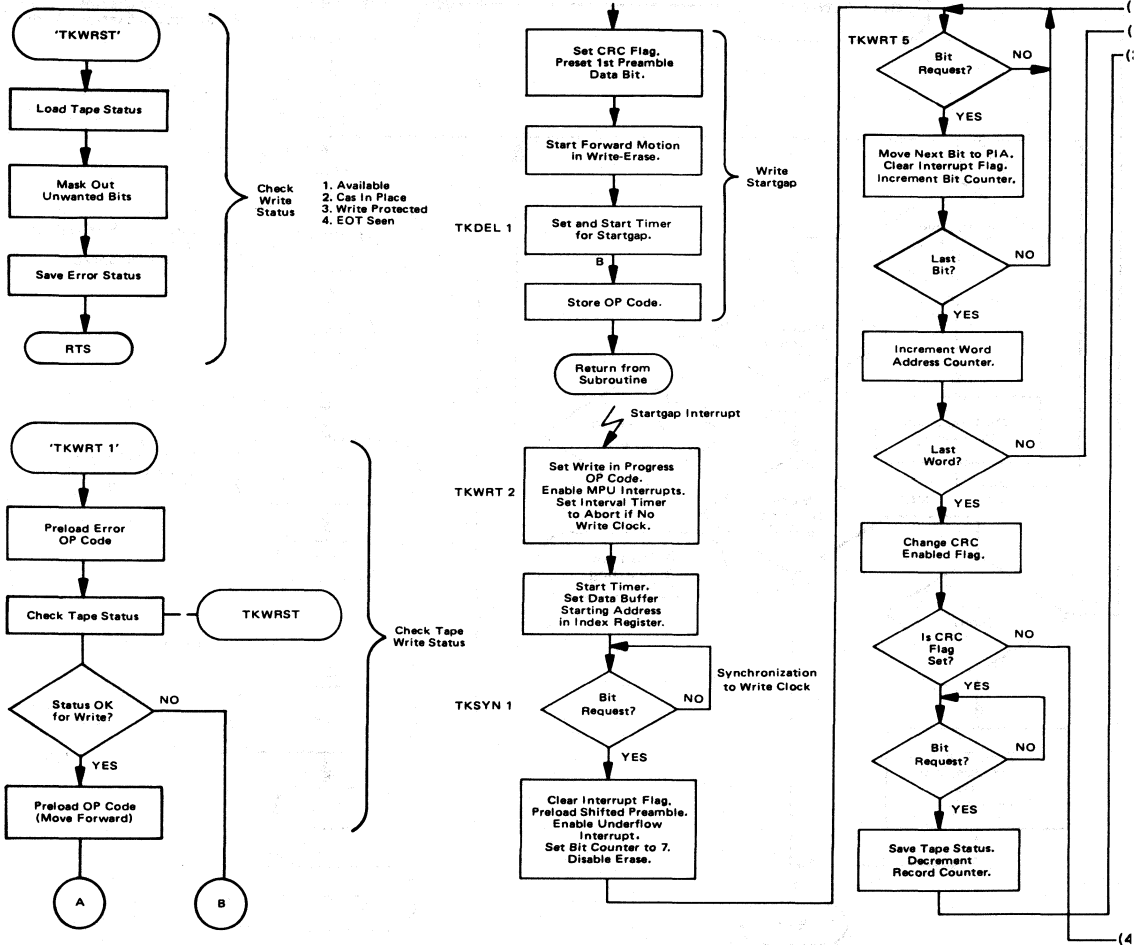 'TKWRST'
Load Tape Status
Mask Out
Unwanted Bits
Save Error Status
RTS
Check
Write
Status
1. Available
2. Cas In Place
3. Write Protected
4. EOT Seen
'TKWRT 1'
Preload Error
OP Code
Check Tape Status
TKWRST
Status OK
for Write?
NO
YES
Preload OP Code
(Move Forward)
A
B
Check Tape
Write Status
Set CRC Flag,
Preset 1st Preamble
Data Bit.
Start Forward Motion
in Write-Erase.
TKDEL 1
Set and Start Timer
for Startgap.
B
Store OP Code.
Write
Startgap
Return from
Subroutine
Startgap Interrupt
TKWRT 2
Set Write in Progress
OP Code.
Enable MPU Interrupts.
Set Interval Timer
to Abort if No
Write Clock.
Start Timer.
Set Data Buffer
Starting Address
in Index Register.
Synchronization
to Write Clock
TKSYN 1
Bit
Request?
NO
YES
Clear Interrupt Flag,
Preload Shifted Preamble.
Enable Underflow
Interrupt.
Set Bit Counter to 7.
Disable Erase.
TKWRT 5
Bit
Request?
NO
YES
Move Next Bit to PIA.
Clear Interrupt Flag.
Increment Bit Counter.
Last
Bit?
NO
YES
Increment Word
Address Counter.
Last
Word?
NO
YES
Change CRC
Enabled Flag.
Is CRC
Flag
Set?
NO
YES
Bit
Request?
NO
YES
Save Tape Status.
Decrement
Record Counter.
(4